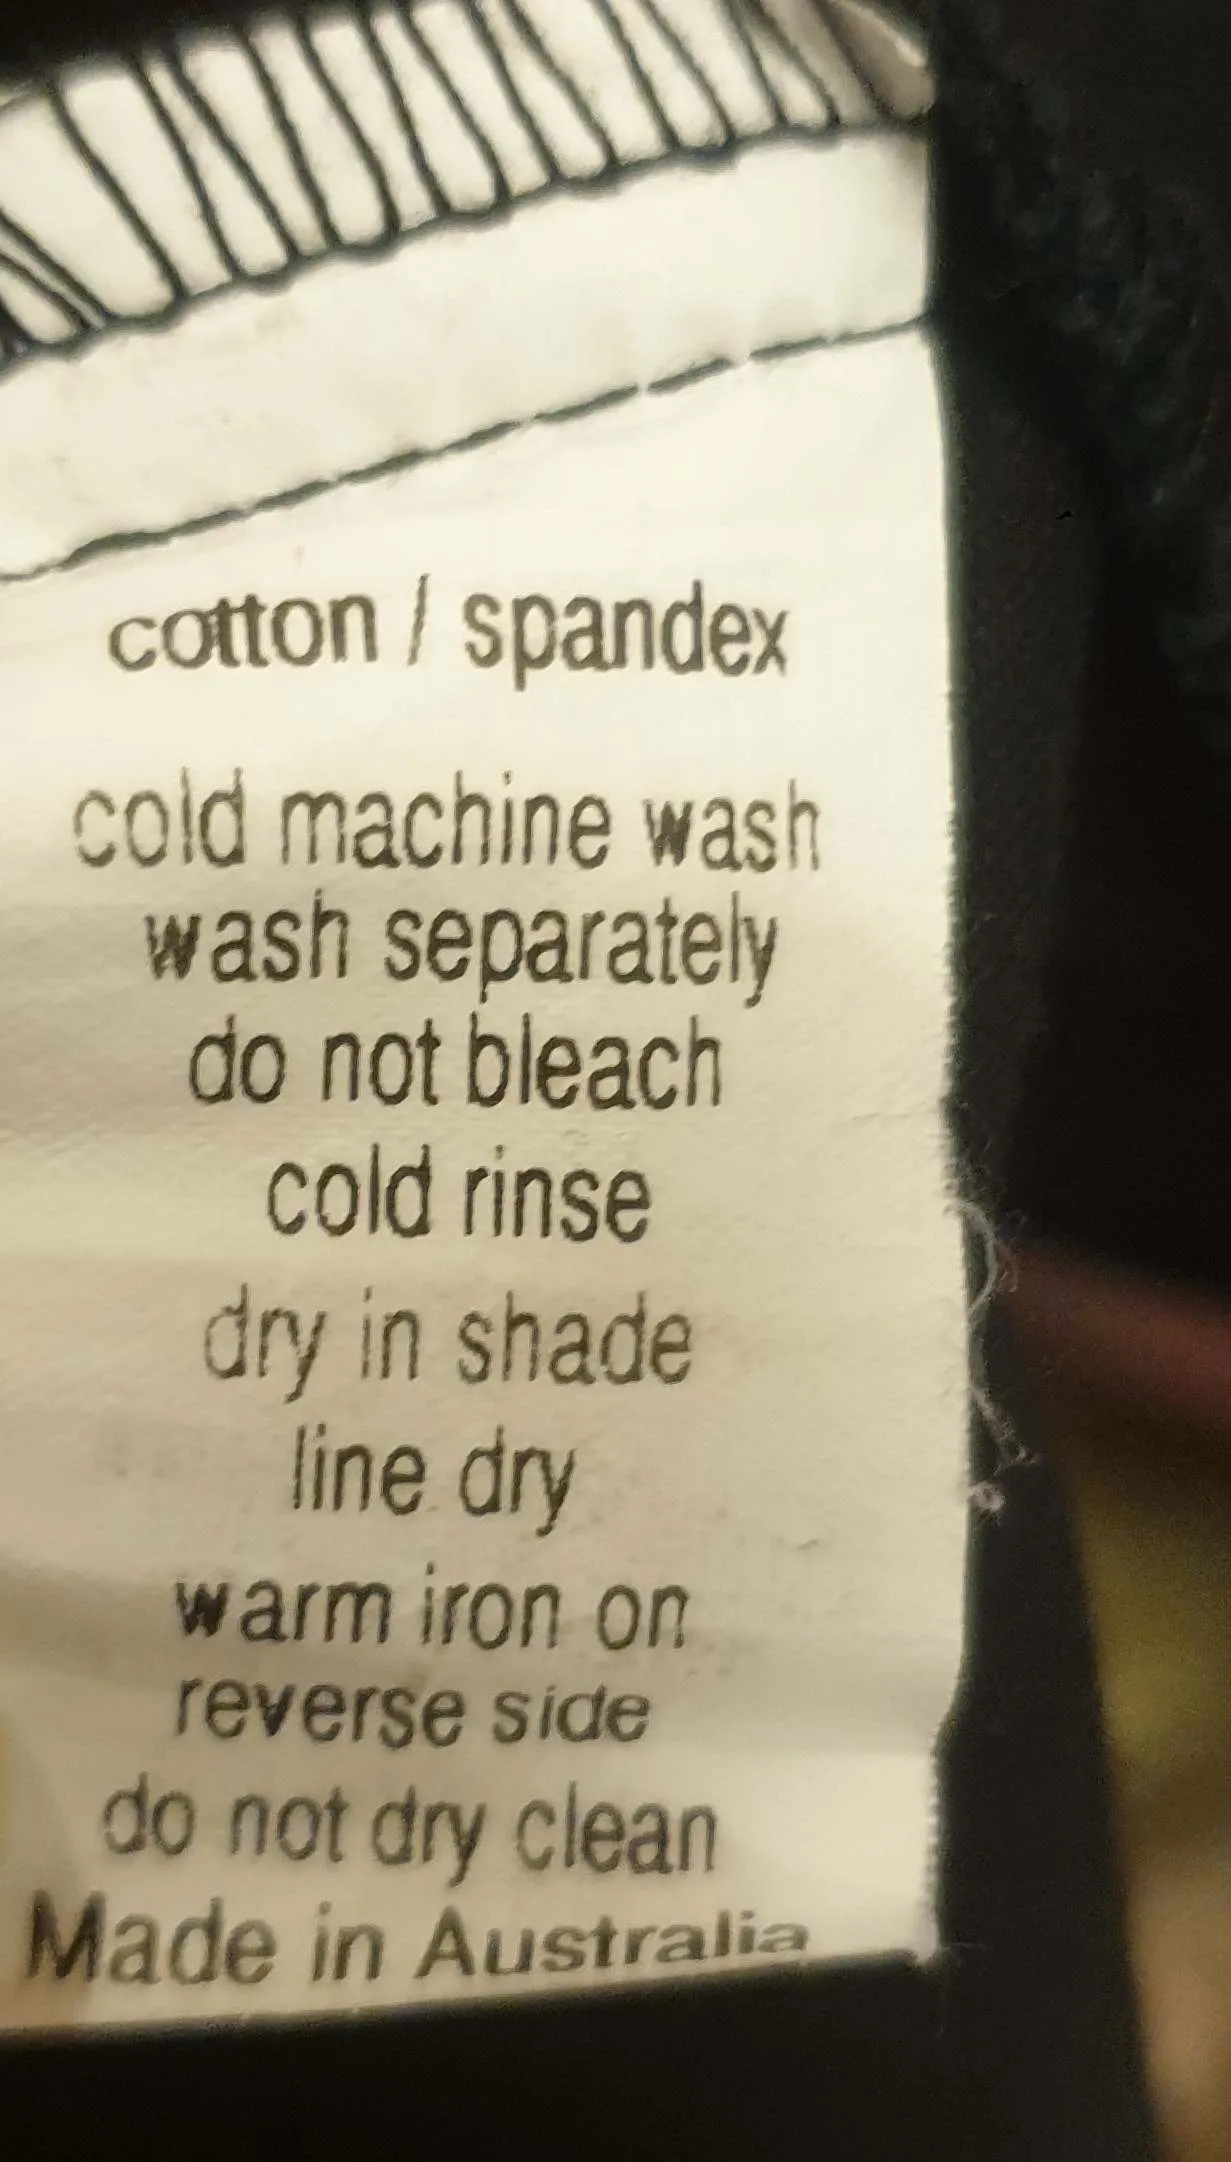 cotton / spandex
cold machine wash
wash separately
do not bleach
cold rinse
dry in shade
line dry
warm iron on
reverse side
do not dry clean
Made in Australia